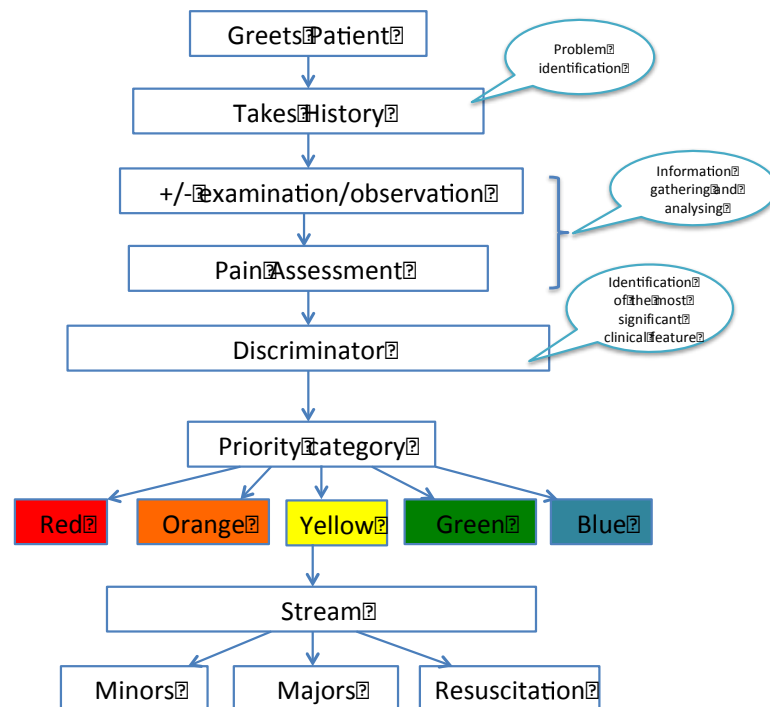 Greets Patient
Problem
identification
Takes History
+/- examination/observation
Information
gathering and
analysing
Pain Assessment
Identification
of the most
significant
clinical feature
Discriminator
Priority category
Red
Orange
Yellow
Green
Blue
Stream
Minors
Majors
Resuscitation